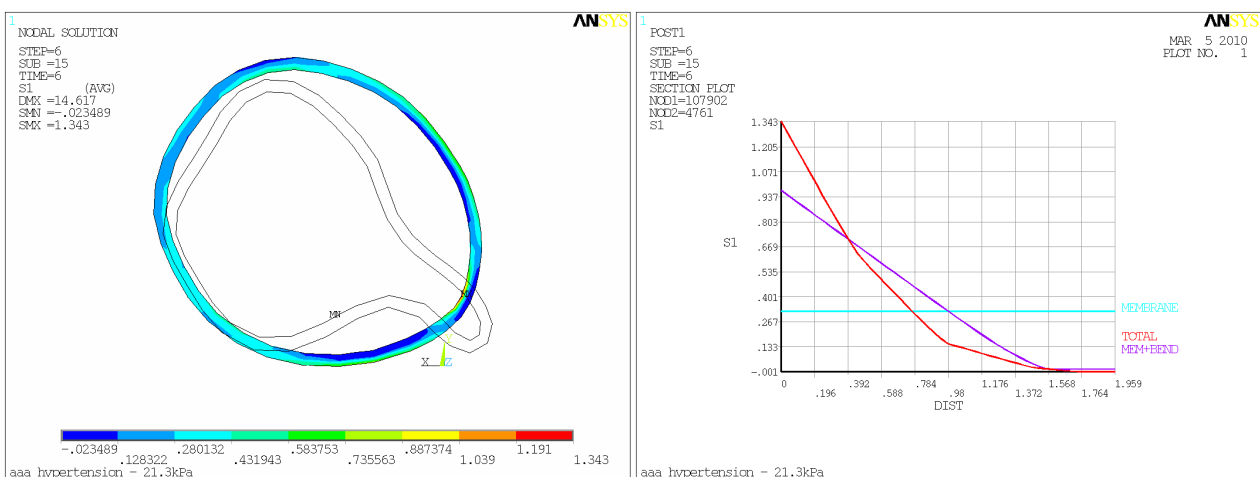 1
ANSYS
NODAL SOLUTION
STEP=6
SUB =15
TIME=6
S1 (AVG)
DMX =14.617
SMN =-.023489
SMX =1.343
MN
X
Z
-.023489
.128322
.280132
.431943
.583753
.735563
.887374
1.039
1.191
1.343
aaa hypertension - 21.3kPa
1
ANSYS
POST1
STEP=6
SUB =15
TIME=6
SECTION PLOT
NOD1=107902
NOD2=4761
S1
MAR 5 2010
PLOT NO. 1
1.343
1.205
1.071
.937
.803
.669
.535
.401
.267
.133
-.001
S1
MEMBRANE
TOTAL
MEM+BEND
0
.196
.392
.588
.784
.98
1.176
1.372
1.568
1.764
1.959
DIST
aaa hypertension - 21.3kPa